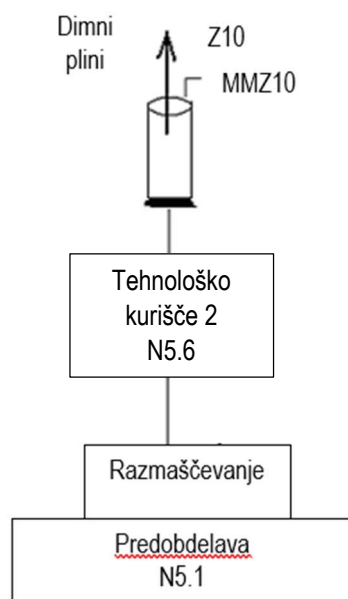 Dimni
plini
Z10
MMZ10
Tehnološko
kurišče 2
N5.6
Razmaščevanje
Predobdelava
N5.1